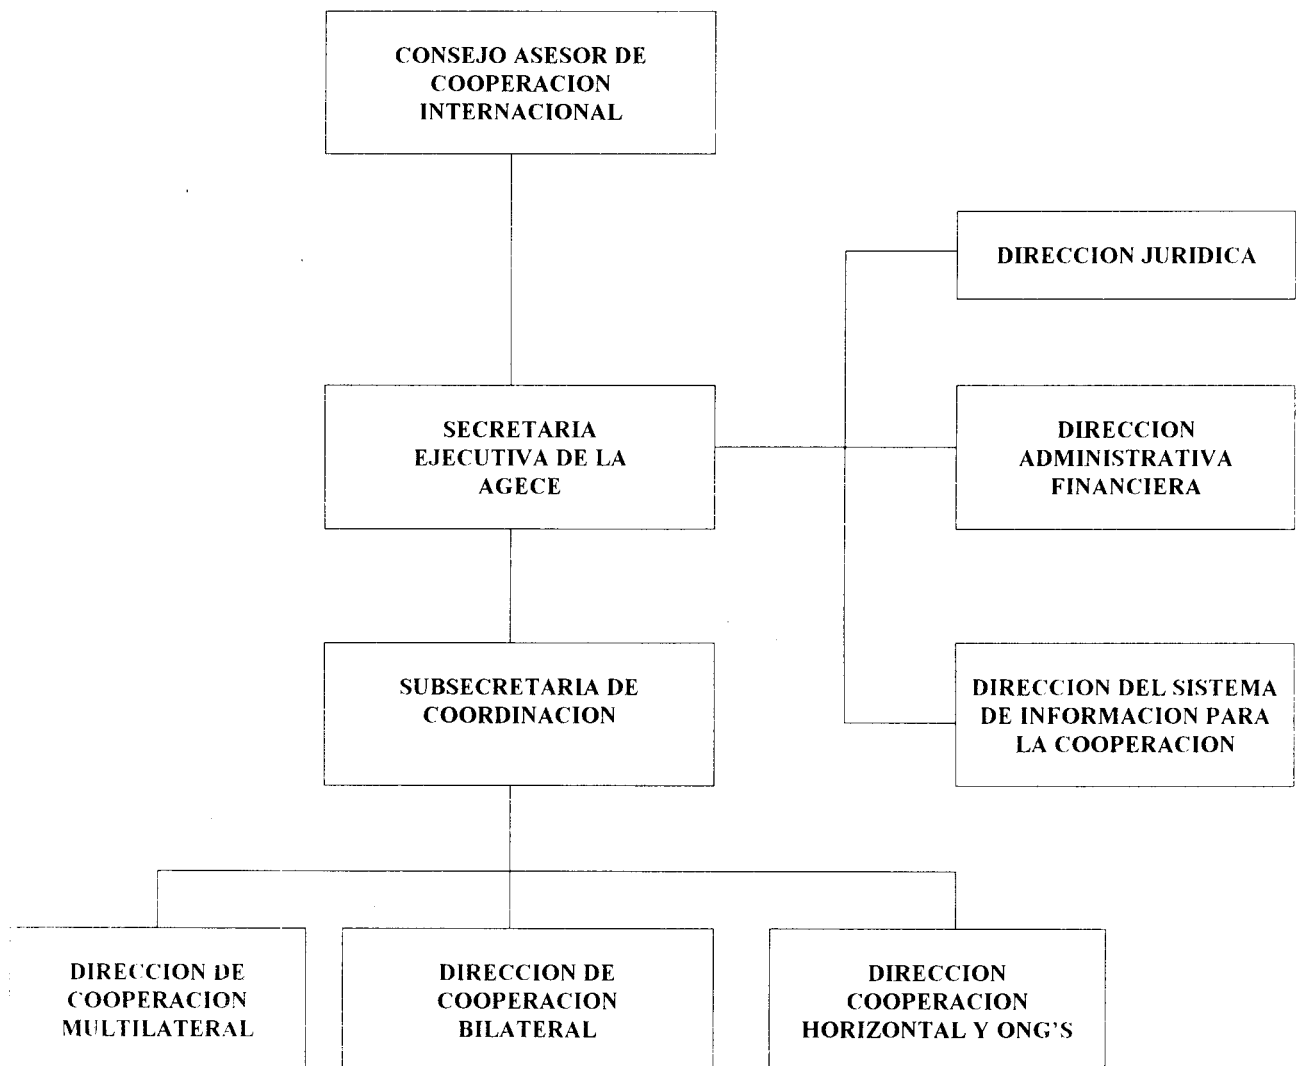 CONSEJO ASESOR DE
COOPERACION
INTERNACIONAL
DIRECCION JURIDICA
SECRETARIA
EJECUTIVA DE LA
AGECE
DIRECCION
ADMINISTRATIVA
FINANCIERA
SUBSECRETARIA DE
COORDINACION
DIRECCION DEL SISTEMA
DE INFORMACION PARA
LA COOPERACION
DIRECCION DE
COOPERACION
MULTILATERAL
DIRECCION DE
COOPERACION
BILATERAL
DIRECCION
COOPERACION
HORIZONTAL Y ONG'S